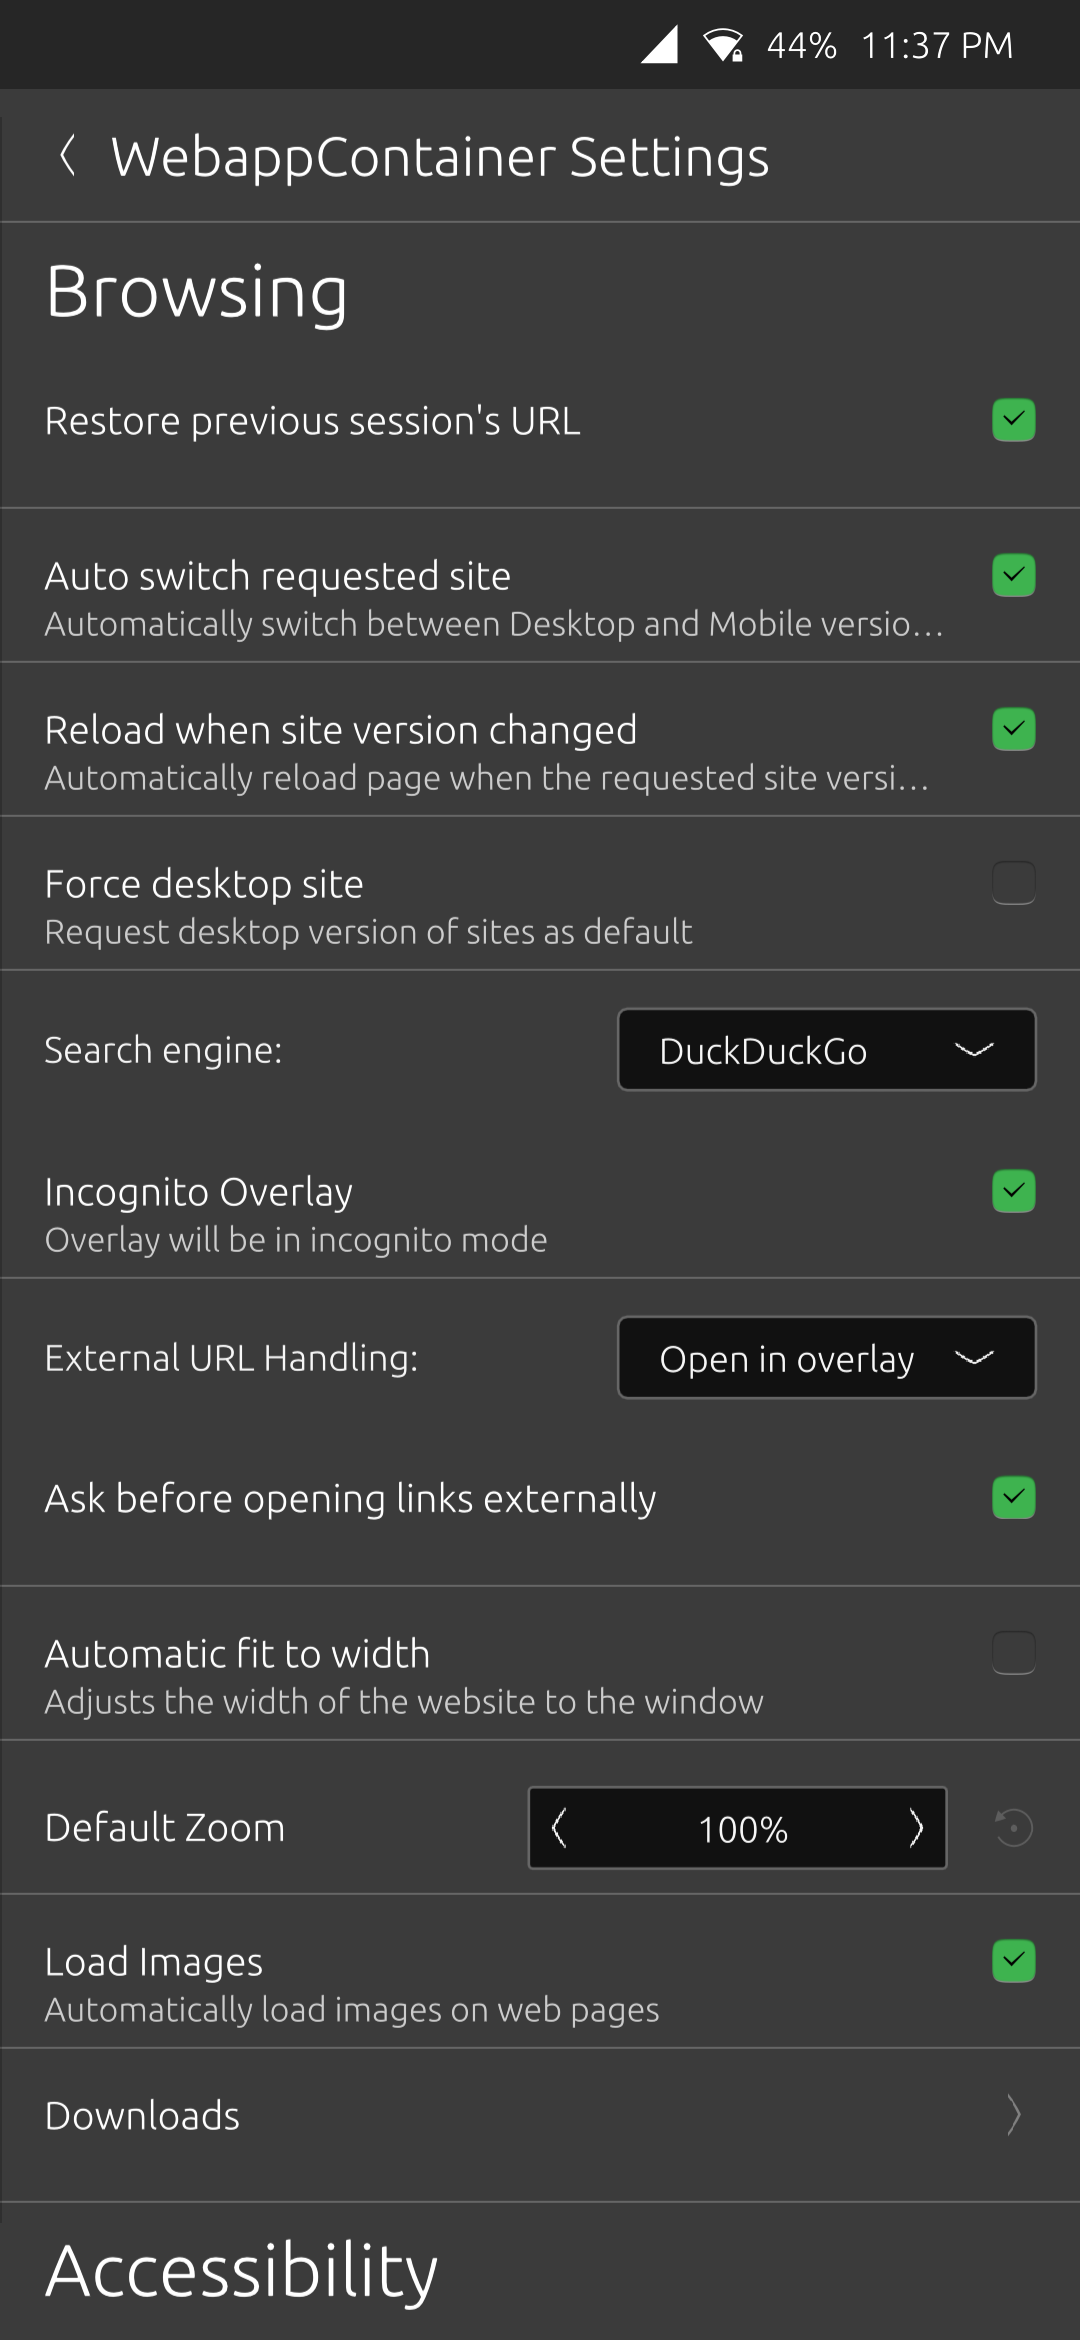 44% 11:37 PM
WebappContainer Settings
Browsing
Restore previous session's URL
Auto switch requested site
Automatically switch between Desktop and Mobile versio...
Reload when site version changed
Automatically reload page when the requested site versi...
Force desktop site
Request desktop version of sites as default
Search engine: DuckDuckGo
Incognito Overlay
Overlay will be in incognito mode
External URL Handling: Open in overlay
Ask before opening links externally
Automatic fit to width
Adjusts the width of the website to the window
Default Zoom 100%
Load Images
Automatically load images on web pages
Downloads
Accessibility